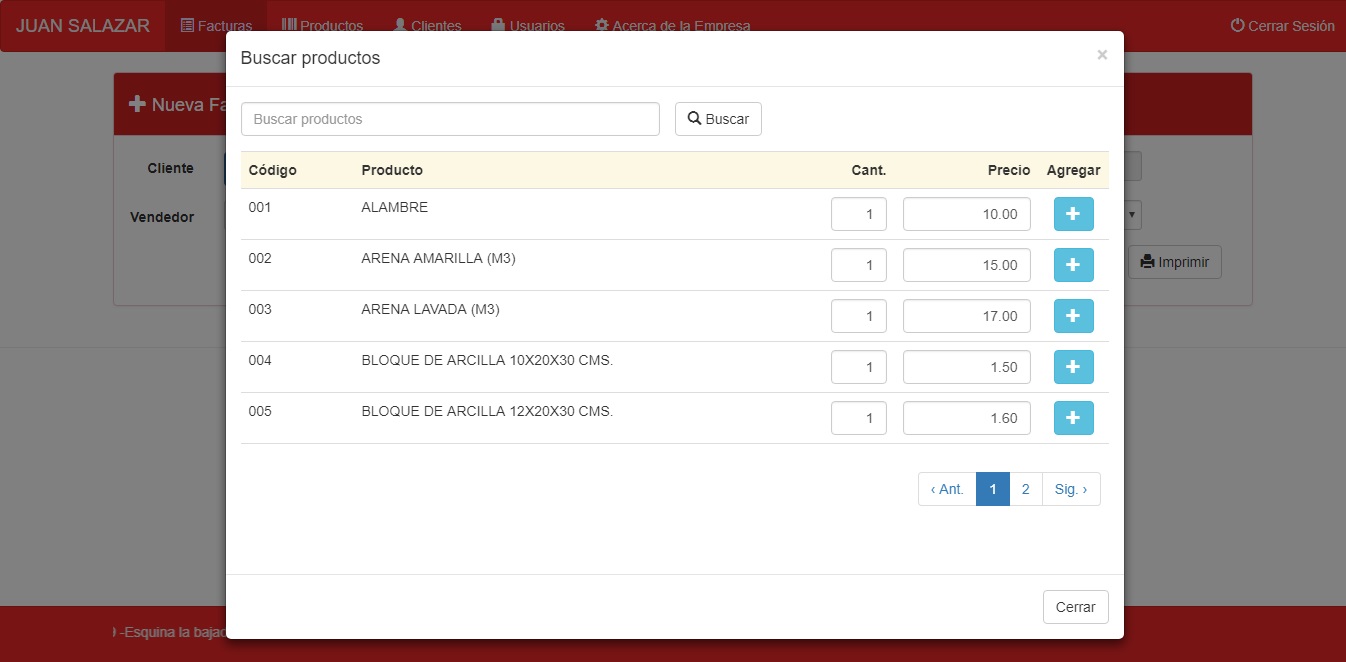 JUAN SALAZAR Facturas Productos Clientes Usuarios Acerca de la Empresa Cerrar Sesión
Buscar productos ×
Nueva Fa
Buscar productos Buscar
Cliente
Vendedor
Imprimir
Código Producto Cant. Precio Agregar
001 ALAMBRE 1 10.00
002 ARENA AMARILLA (M3) 1 15.00
003 ARENA LAVADA (M3) 1 17.00
004 BLOQUE DE ARCILLA 10X20X30 CMS. 1 1.50
005 BLOQUE DE ARCILLA 12X20X30 CMS. 1 1.60
‹ Ant. 1 2 Sig. ›
Cerrar
-Esquina la bajad